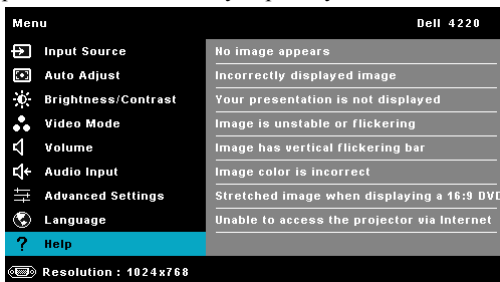 Menu Dell 4220
Input Source
Auto Adjust
Brightness/Contrast
Video Mode
Volume
Audio Input
Advanced Settings
Language
? Help
No image appears
Incorrectly displayed image
Your presentation is not displayed
Image is unstable or flickering
Image has vertical flickering bar
Image color is incorrect
Stretched image when displaying a 16:9 DVD
Unable to access the projector via Internet
Resolution : 1024x768